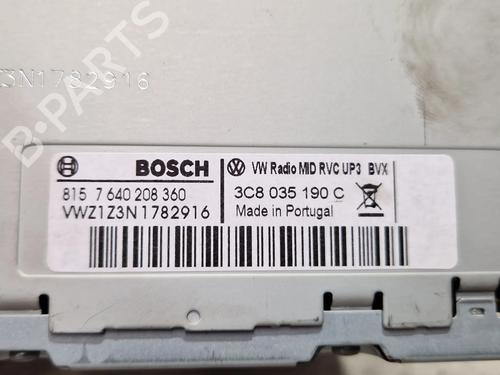 B-PARTS
Z3N1782916
BOSCH VW Radio MID RVC UP3 BVX
815 7 640 208 360 3C8 035 190 C
VWZ1Z3N1782916 Made in Portugal